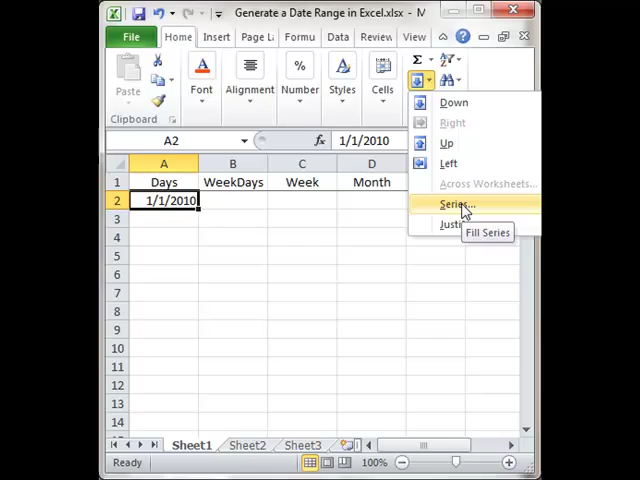 Generate a Date Range in Excel.xlsx - M
File Home Insert Page La Formu Data Review View
Paste
Clipboard
Font
Alignment
Number
Styles
Cells
Σ
%
Down
Right
Up
Left
Across Worksheets...
Series...
Justi
Fill Series
A2 fx 1/1/2010
A B C D
1 Days WeekDays Week Month
2 1/1/2010
3
4
5
6
7
8
9
10
11
12
13
14
Sheet1 Sheet2 Sheet3
Ready 100%